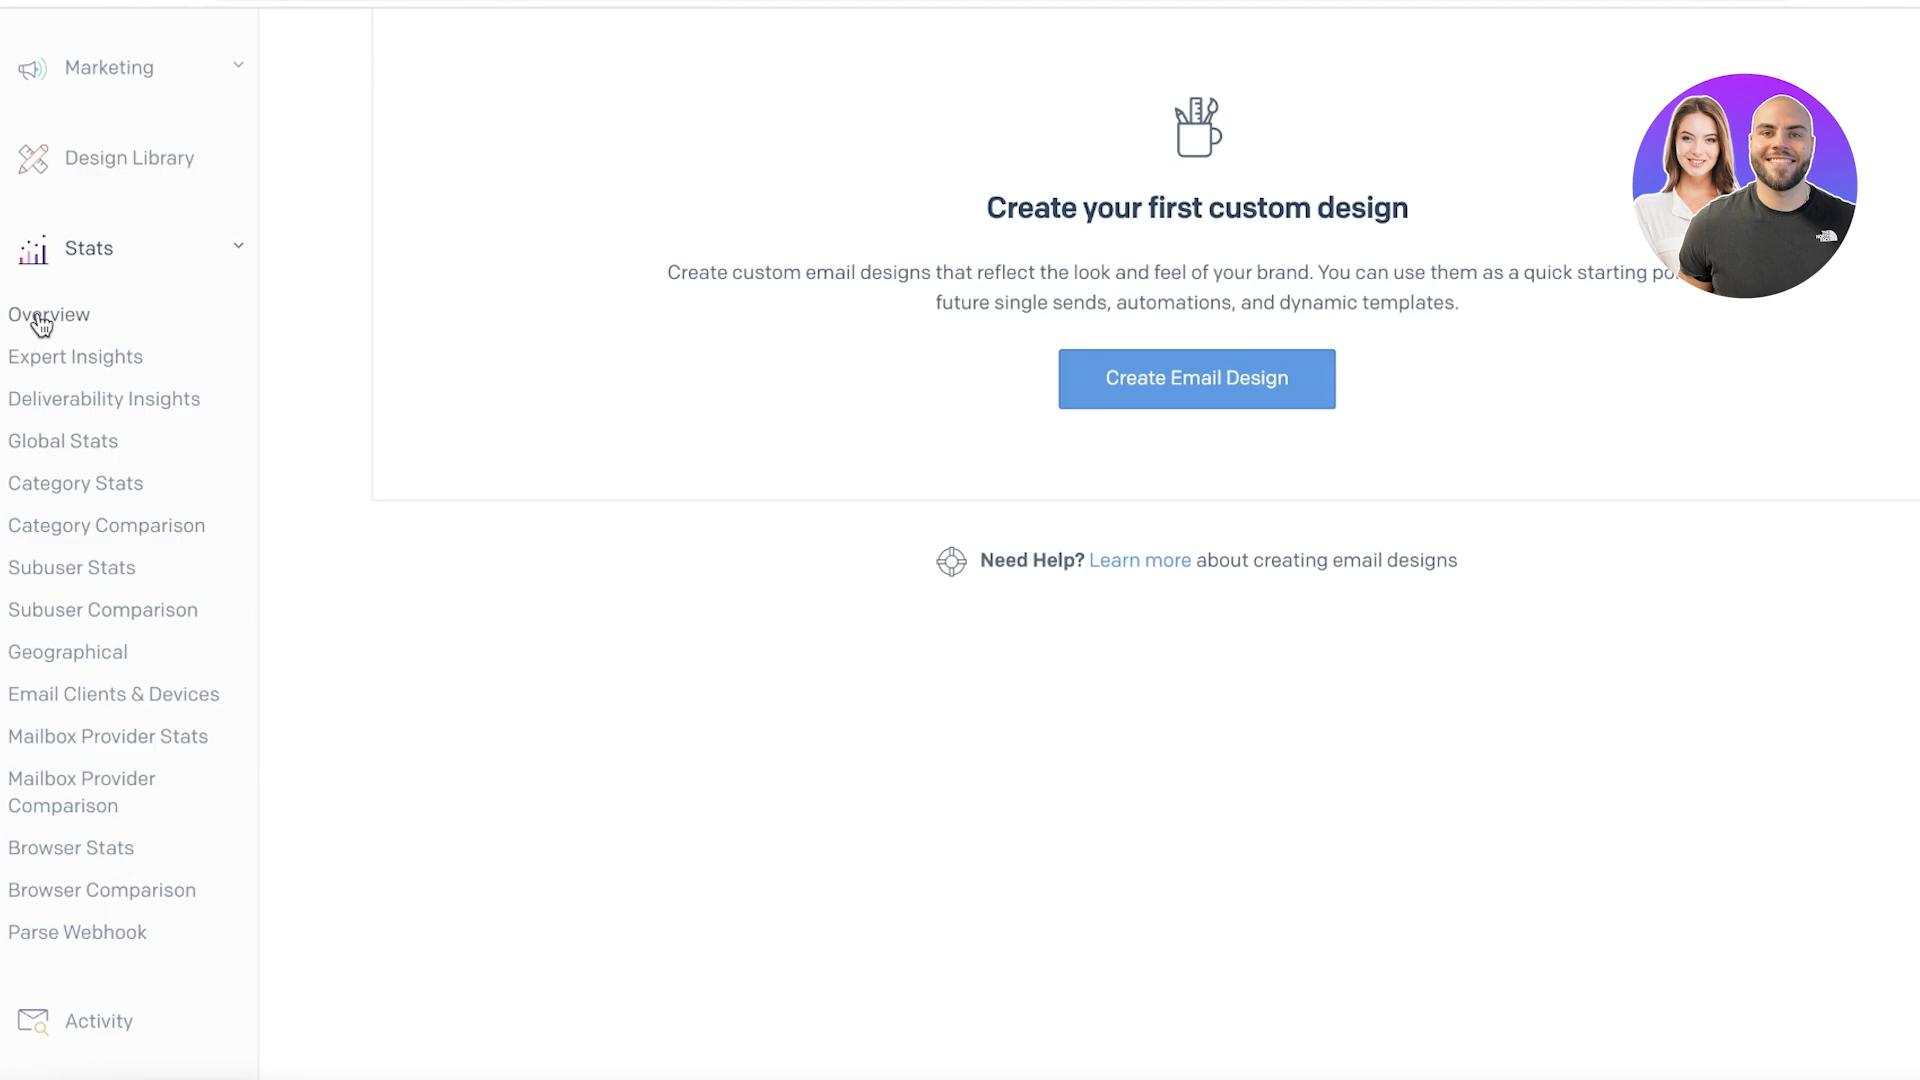 Marketing
Design Library
Stats
Overview
Expert Insights
Deliverability Insights
Global Stats
Category Stats
Category Comparison
Subuser Stats
Subuser Comparison
Geographical
Email Clients & Devices
Mailbox Provider Stats
Mailbox Provider
Comparison
Browser Stats
Browser Comparison
Parse Webhook
Activity
Create your first custom design
Create custom email designs that reflect the look and feel of your brand. You can use them as a quick starting
future single sends, automations, and dynamic templates.
Create Email Design
Need Help? Learn more about creating email designs